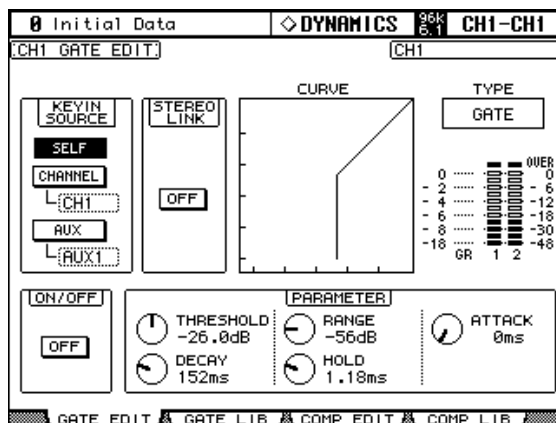 0 Initial Data ◇DYNAMICS 96k 6.1 CH1-CH1
CH1 GATE EDIT CH1
KEYIN SOURCE
SELF
CHANNEL
CH1
AUX
AUX1
STEREO LINK
OFF
CURVE
TYPE
GATE
OVER
0 0
- 2 -6
- 4 -12
- 6 -18
- 8 -30
-18 -48
GR 1 2
ON/OFF
OFF
PARAMETER
THRESHOLD
-26.0dB
RANGE
-56dB
ATTACK
0ms
DECAY
152ms
HOLD
1.18ms
GATE EDIT GATE LIB COMP EDIT COMP LIB